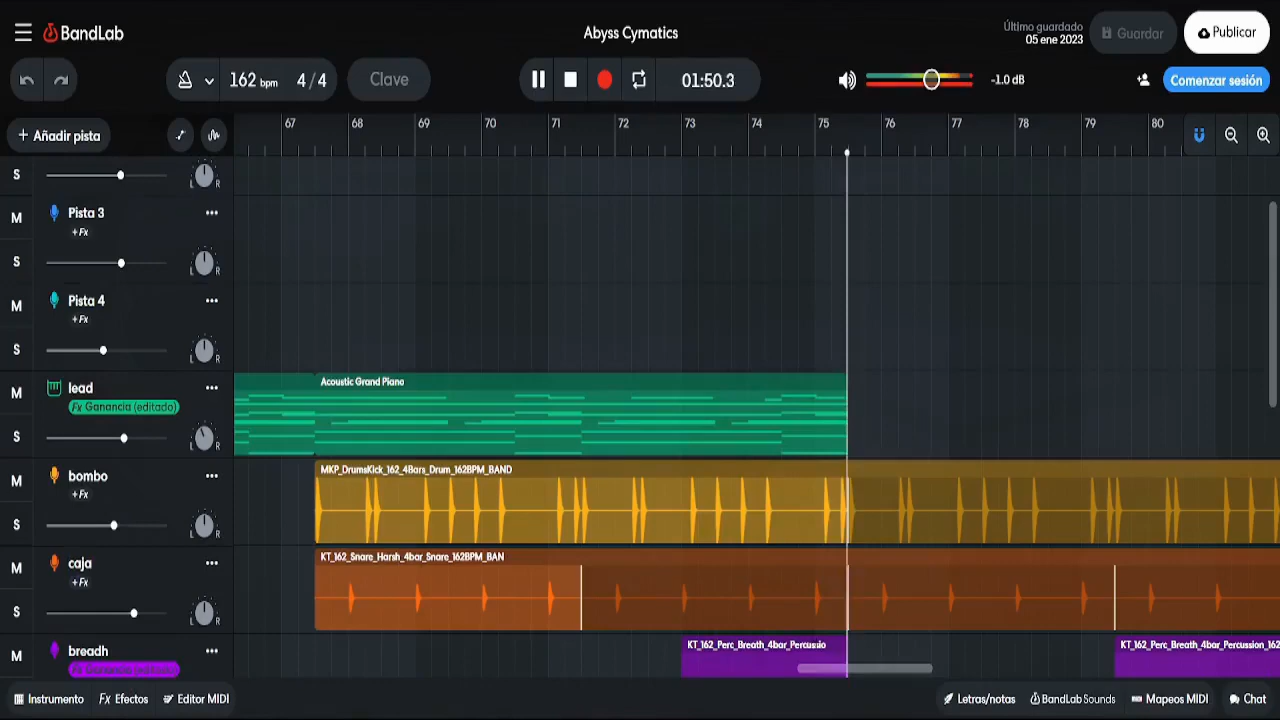 BandLab
Abyss Cymatics
Último guardado
05 ene 2023
Guardar
Publicar
162 bpm
4/4
Clave
01:50.3
-1.0 dB
Comenzar sesión
+ Añadir pista
67 68 69 70 71 72 73 74 75 76 77 78 79 80
S
L R
M
Pista 3
+ Fx
S
L R
M
Pista 4
+ Fx
S
L R
M
lead
Fx Ganancia (editado)
S
L R
Acoustic Grand Piano
M
bombo
+ Fx
S
L R
MKP_DrumsKick_162_4Bars_Drum_162BPM_BAND
M
caja
+ Fx
S
L R
KT_162_Snare_Harsh_4bar_Snare_162BPM_BAN
M
breadh
Fx Ganancia (editado)
KT_162_Perc_Breath_4bar_Percussio
KT_162_Perc_Breath_4bar_Percussion_162
Instrumento
Fx Efectos
Editor MIDI
Letras/notas
BandLab Sounds
Mapeos MIDI
Chat